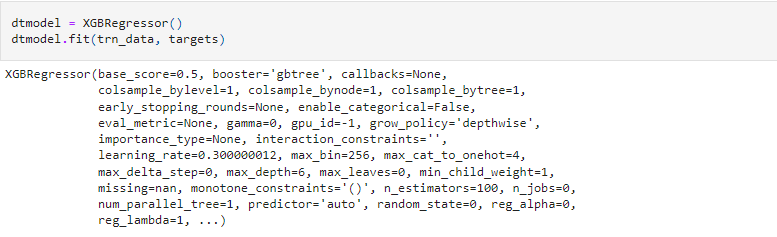 dtmodel = XGBRegressor()
dtmodel.fit(trn_data, targets)
XGBRegressor(base_score=0.5, booster='gbtree', callbacks=None,
colsample_bylevel=1, colsample_bynode=1, colsample_bytree=1,
early_stopping_rounds=None, enable_categorical=False,
eval_metric=None, gamma=0, gpu_id=-1, grow_policy='depthwise',
importance_type=None, interaction_constraints='',
learning_rate=0.300000012, max_bin=256, max_cat_to_onehot=4,
max_delta_step=0, max_depth=6, max_leaves=0, min_child_weight=1,
missing=nan, monotone_constraints='()', n_estimators=100, n_jobs=0,
num_parallel_tree=1, predictor='auto', random_state=0, reg_alpha=0,
reg_lambda=1, ...)